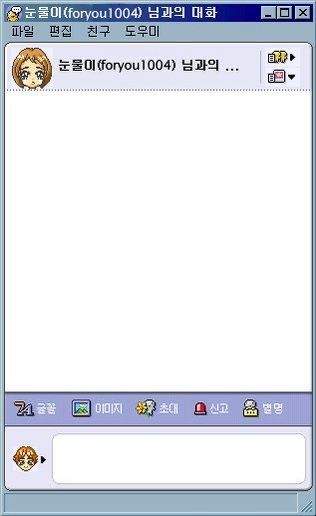 눈물이(foryou1004) 님과의 대화
파일 편집 친구 도우미
눈물이(foryou1004) 님과의 ...
글꼴 이미지 초대 신고 별명